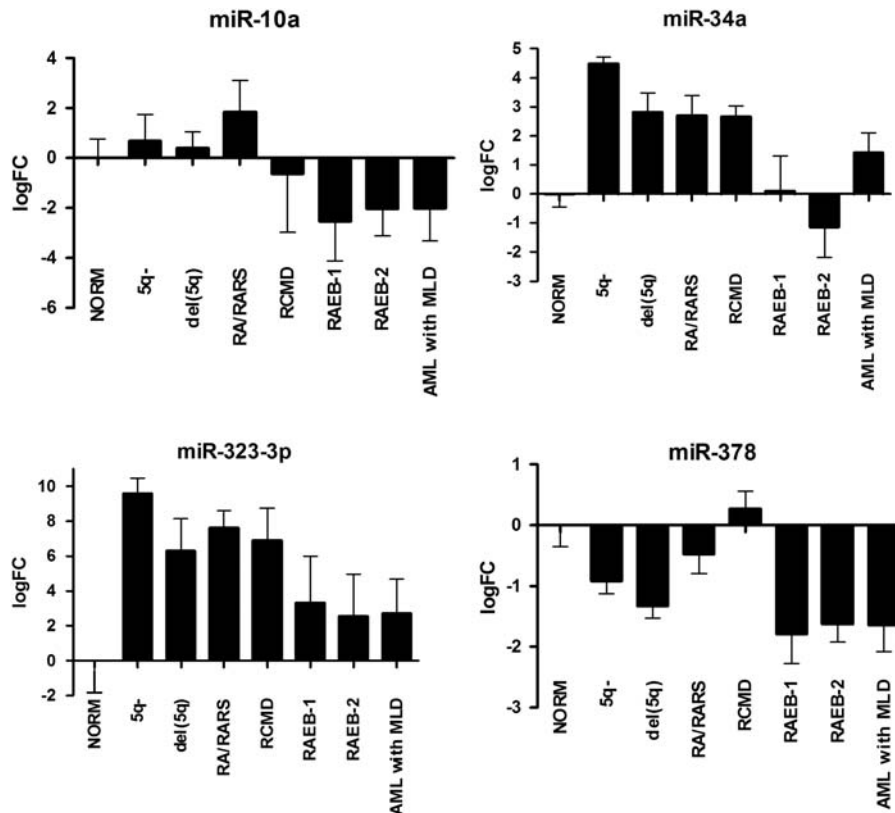 miR-10a
logFC
4
2
0
-2
-4
-6
NORM
5q-
del(5q)
RA/RARS
RCMD
RAEB-1
RAEB-2
AML with MLD
miR-34a
logFC
5
4
3
2
1
0
-1
-2
-3
NORM
5q-
del(5q)
RA/RARS
RCMD
RAEB-1
RAEB-2
AML with MLD
miR-323-3p
logFC
10
8
6
4
2
0
-2
NORM
5q-
del(5q)
RA/RARS
RCMD
RAEB-1
RAEB-2
AML with MLD
miR-378
logFC
1
0
-1
-2
-3
NORM
5q-
del(5q)
RA/RARS
RCMD
RAEB-1
RAEB-2
AML with MLD